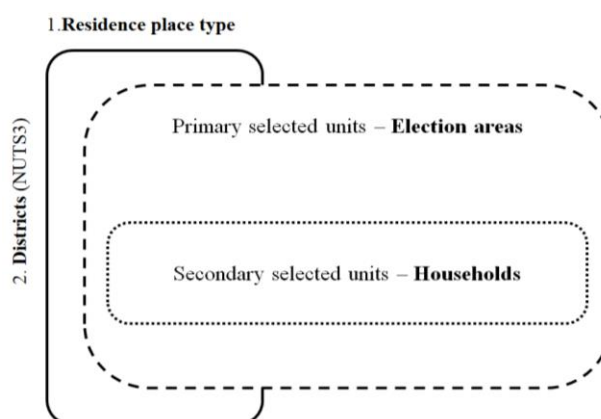 1.Residence place type
2. Districts (NUTS3)
Primary selected units – Election areas
Secondary selected units – Households